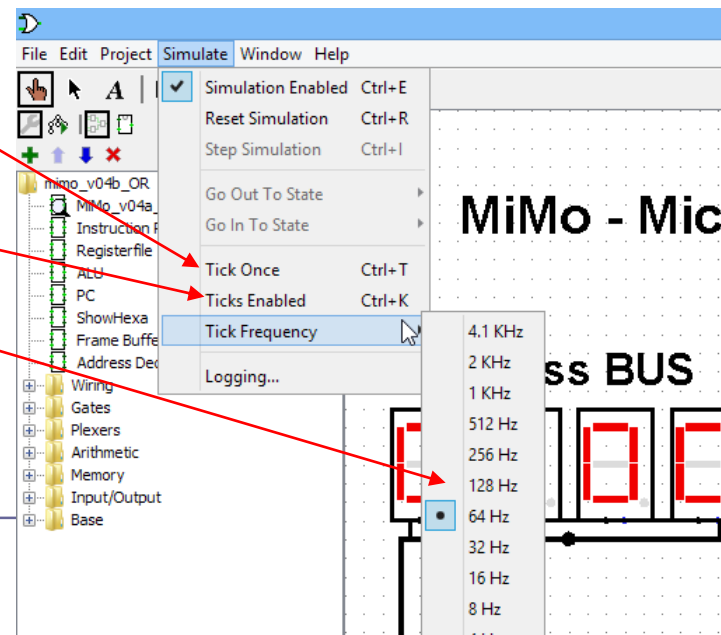 File Edit Project Simulate Window Help
A
Simulation Enabled Ctrl+E
Reset Simulation Ctrl+R
Step Simulation Ctrl+I
Go Out To State
Go In To State
Tick Once Ctrl+T
Ticks Enabled Ctrl+K
Tick Frequency
Logging...
mimo_v04b_OR
MiMo_v04a_
Instruction
Registerfile
ALU
PC
ShowHexa
Frame Buffe
Address Dec
Wiring
Gates
Plexers
Arithmetic
Memory
Input/Output
Base
4.1 KHz
2 KHz
1 KHz
512 Hz
256 Hz
128 Hz
64 Hz
32 Hz
16 Hz
8 Hz
MiMo - Mic
ss BUS